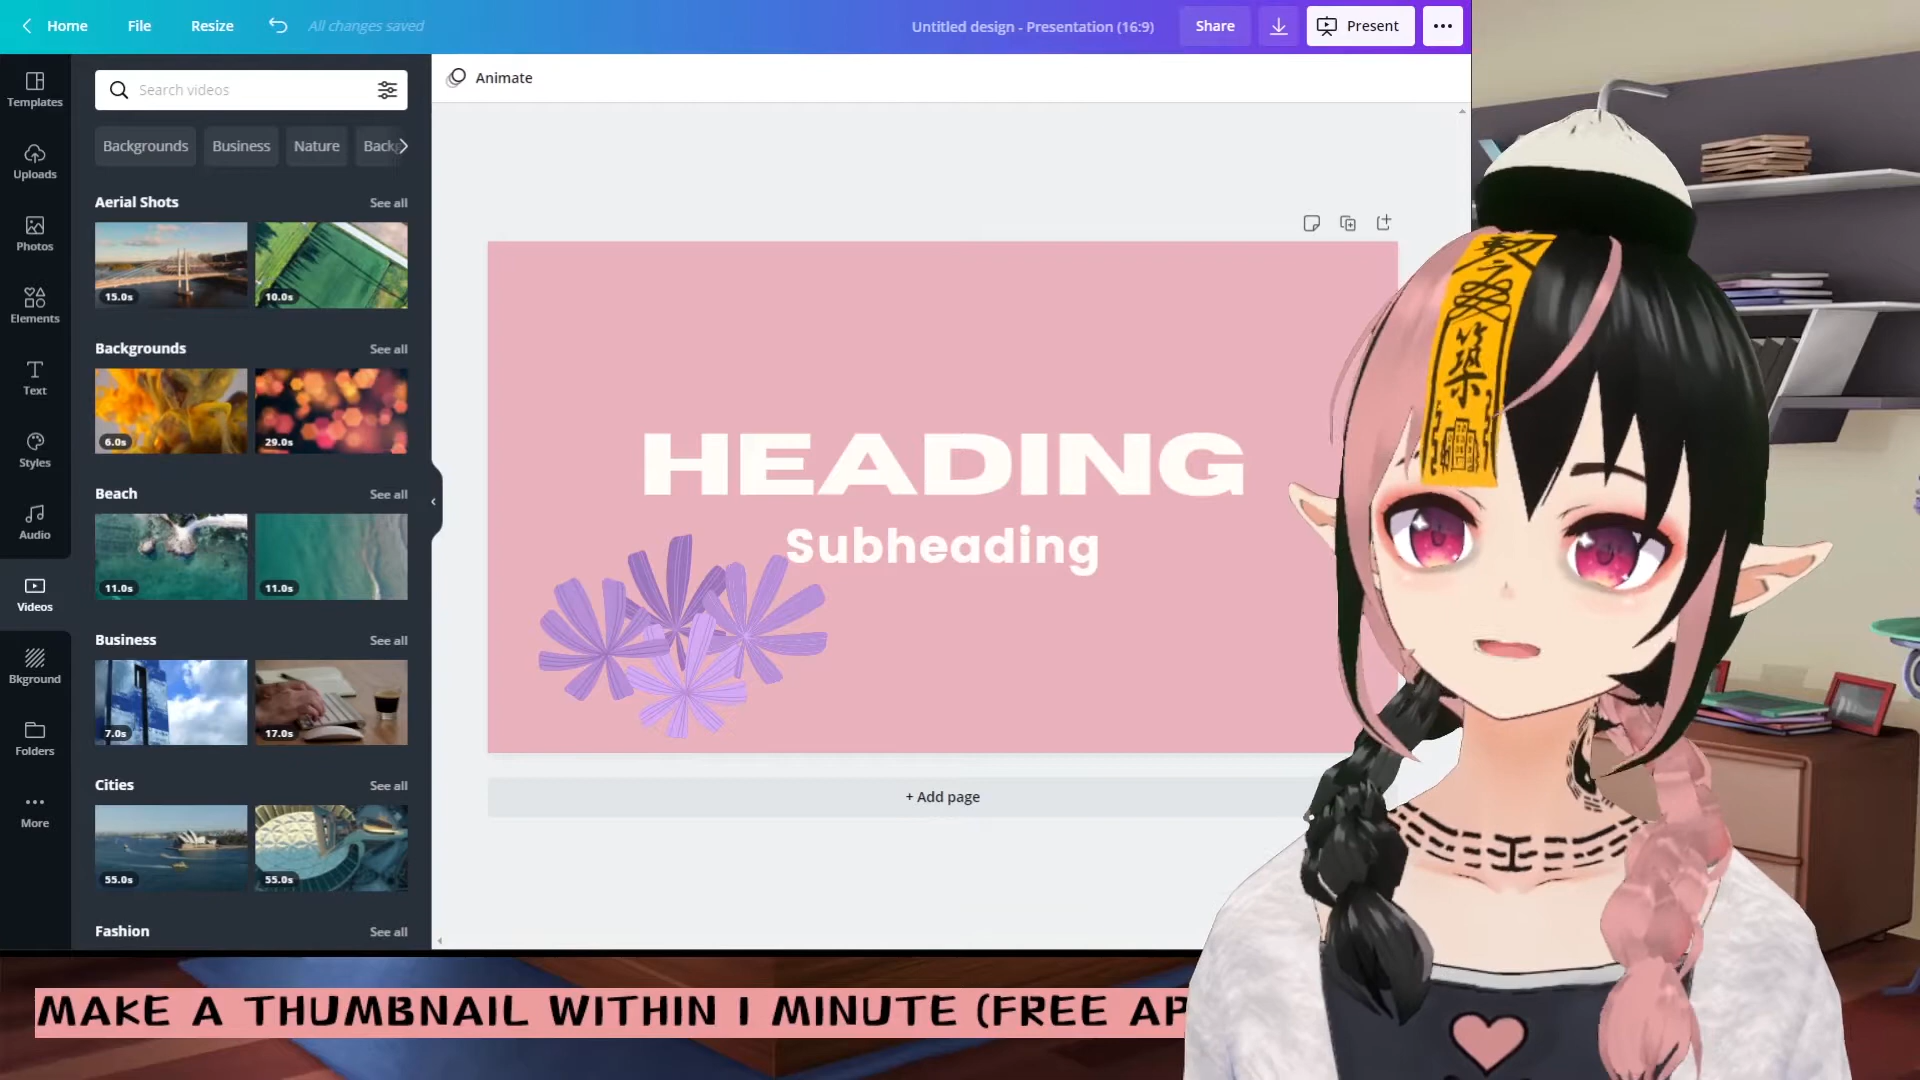 Home
File
Resize
All changes saved
Untitled design - Presentation (16:9)
Share
Present
Templates
Uploads
Photos
Elements
Text
Styles
Audio
Videos
Bkground
Folders
More
Search videos
Backgrounds
Business
Nature
Back
Aerial Shots
See all
15.0s
10.0s
Backgrounds
See all
6.0s
29.0s
Beach
See all
11.0s
11.0s
Business
See all
7.0s
17.0s
Cities
See all
55.0s
55.0s
Fashion
See all
Animate
HEADING
Subheading
+ Add page
築
MAKE A THUMBNAIL WITHIN 1 MINUTE (FREE AP